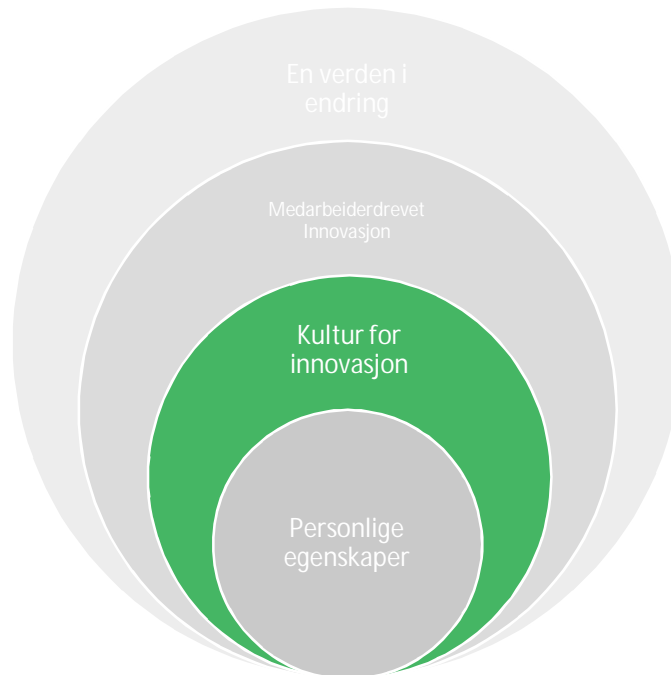 En verden i
endring
Medarbeiderdrevet
Innovasjon
Kultur for
innovasjon
Personlige
egenskaper